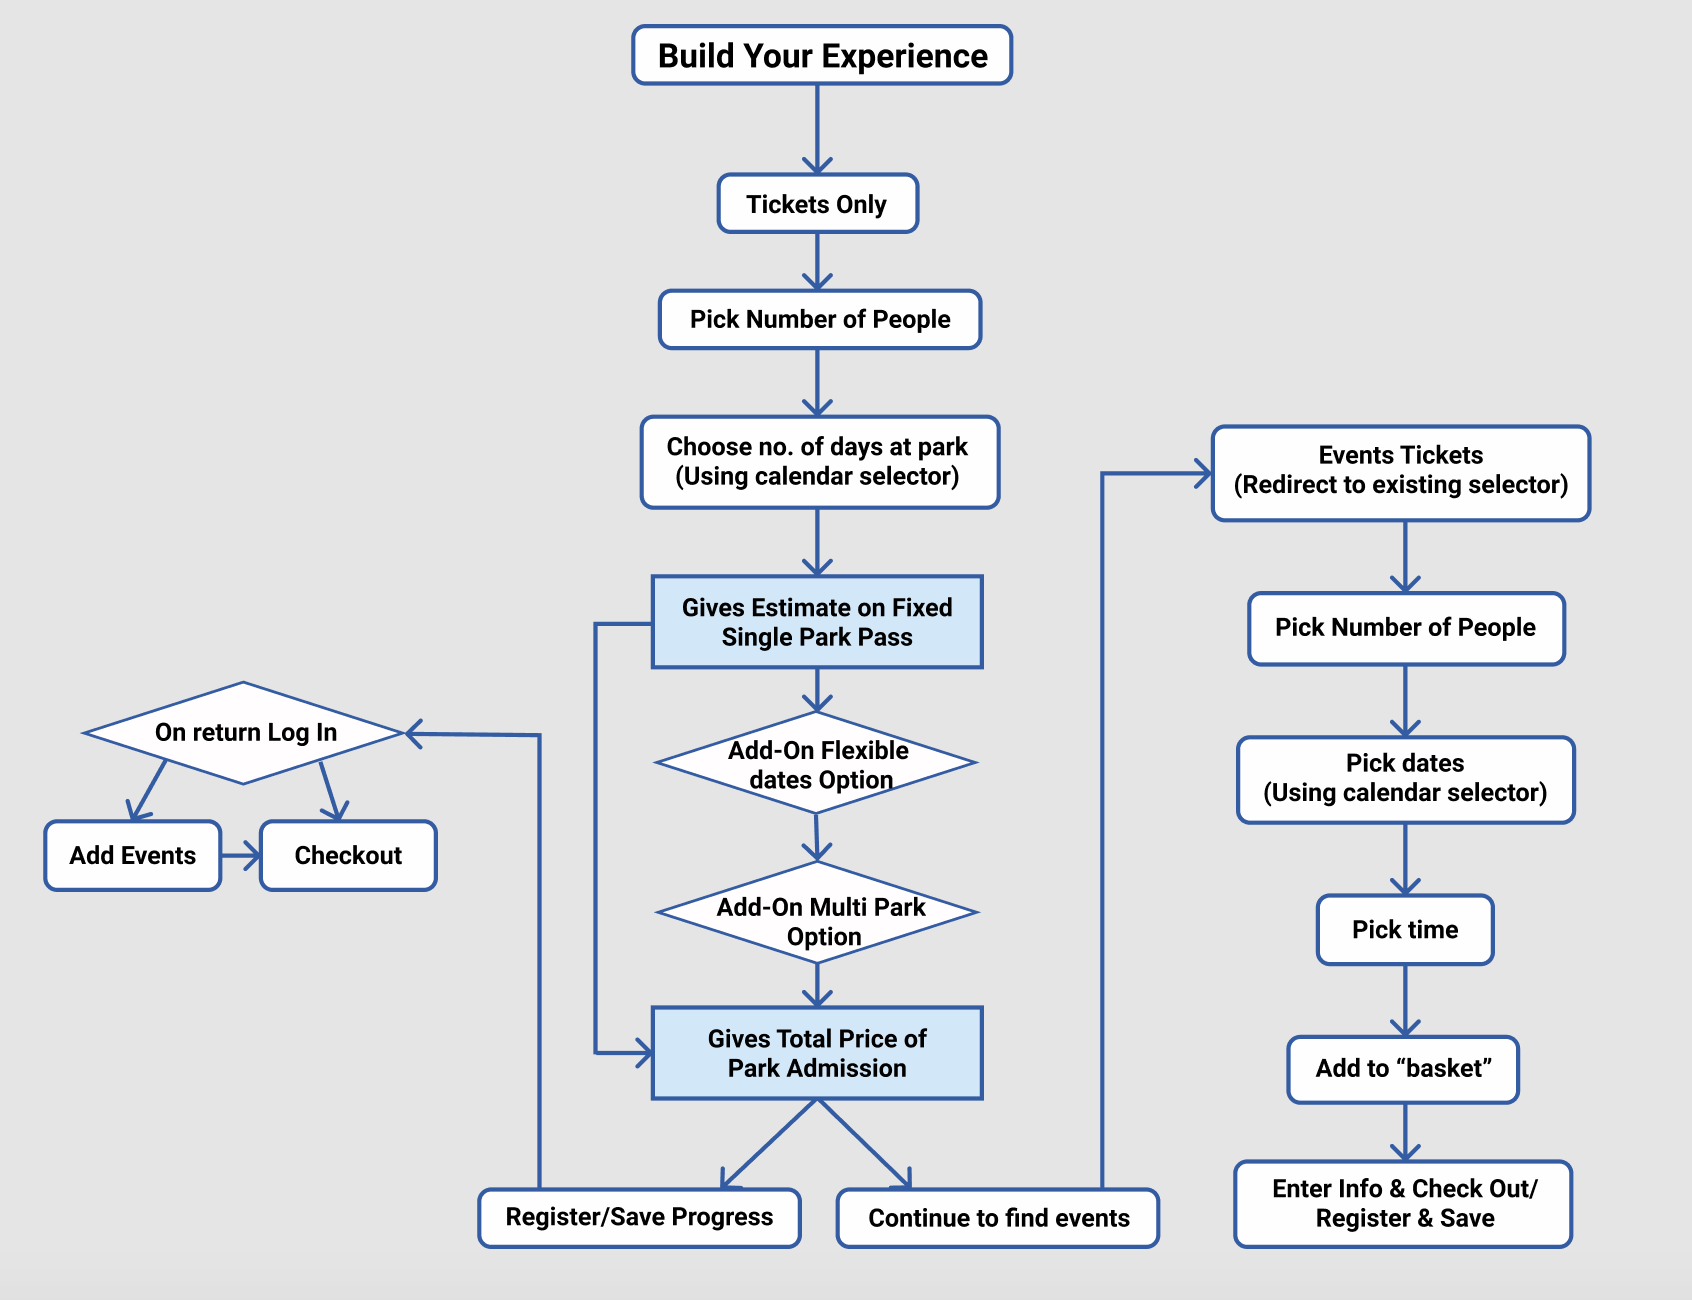 Build Your Experience
Tickets Only
Pick Number of People
Choose no. of days at park
(Using calendar selector)
Gives Estimate on Fixed
Single Park Pass
Add-On Flexible
dates Option
Add-On Multi Park
Option
Gives Total Price of
Park Admission
Register/Save Progress
Continue to find events
On return Log In
Add Events
Checkout
Events Tickets
(Redirect to existing selector)
Pick Number of People
Pick dates
(Using calendar selector)
Pick time
Add to “basket”
Enter Info & Check Out/
Register & Save